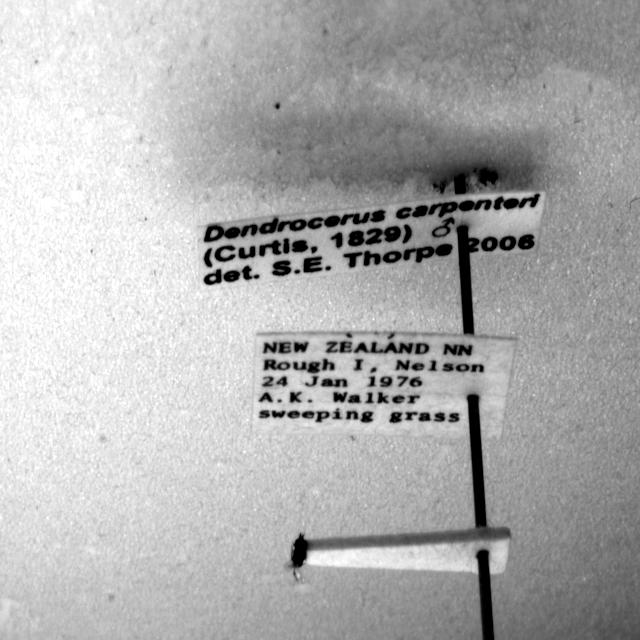 Dendrocerus carpenteri
(Curtis, 1829) ♂
det. S.E. Thorpe 2006
NEW ZEALAND NN
Rough I, Nelson
24 Jan 1976
A.K. Walker
sweeping grass